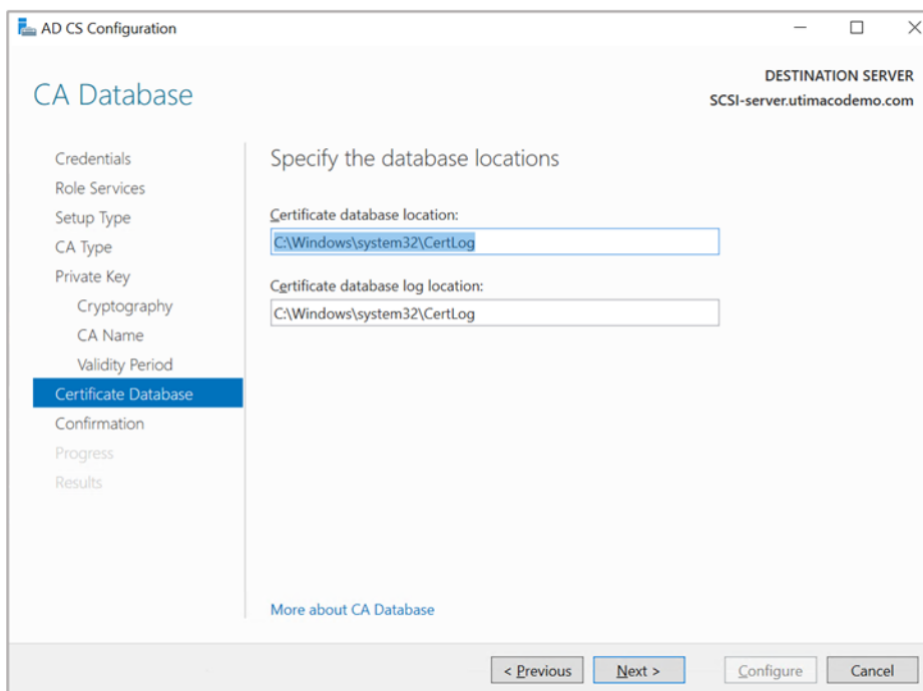 AD CS Configuration
CA Database
DESTINATION SERVER
SCSI-server.utimacodemo.com
Credentials
Role Services
Setup Type
CA Type
Private Key
Cryptography
CA Name
Validity Period
Certificate Database
Confirmation
Progress
Results
Specify the database locations
Certificate database location:
C:\Windows\system32\CertLog
Certificate database log location:
C:\Windows\system32\CertLog
More about CA Database
< Previous
Next >
Configure
Cancel